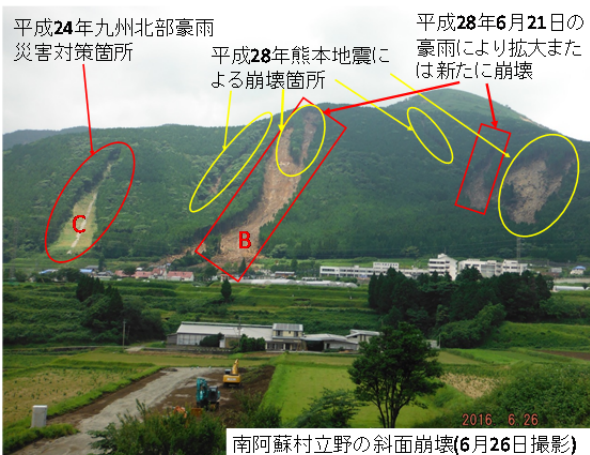 平成24年九州北部豪雨
災害対策箇所
平成28年熊本地震に
よる崩壊箇所
平成28年6月21日の
豪雨により拡大また
は新たに崩壊
C
B
2016 6.26
南阿蘇村立野の斜面崩壊(6月26日撮影)